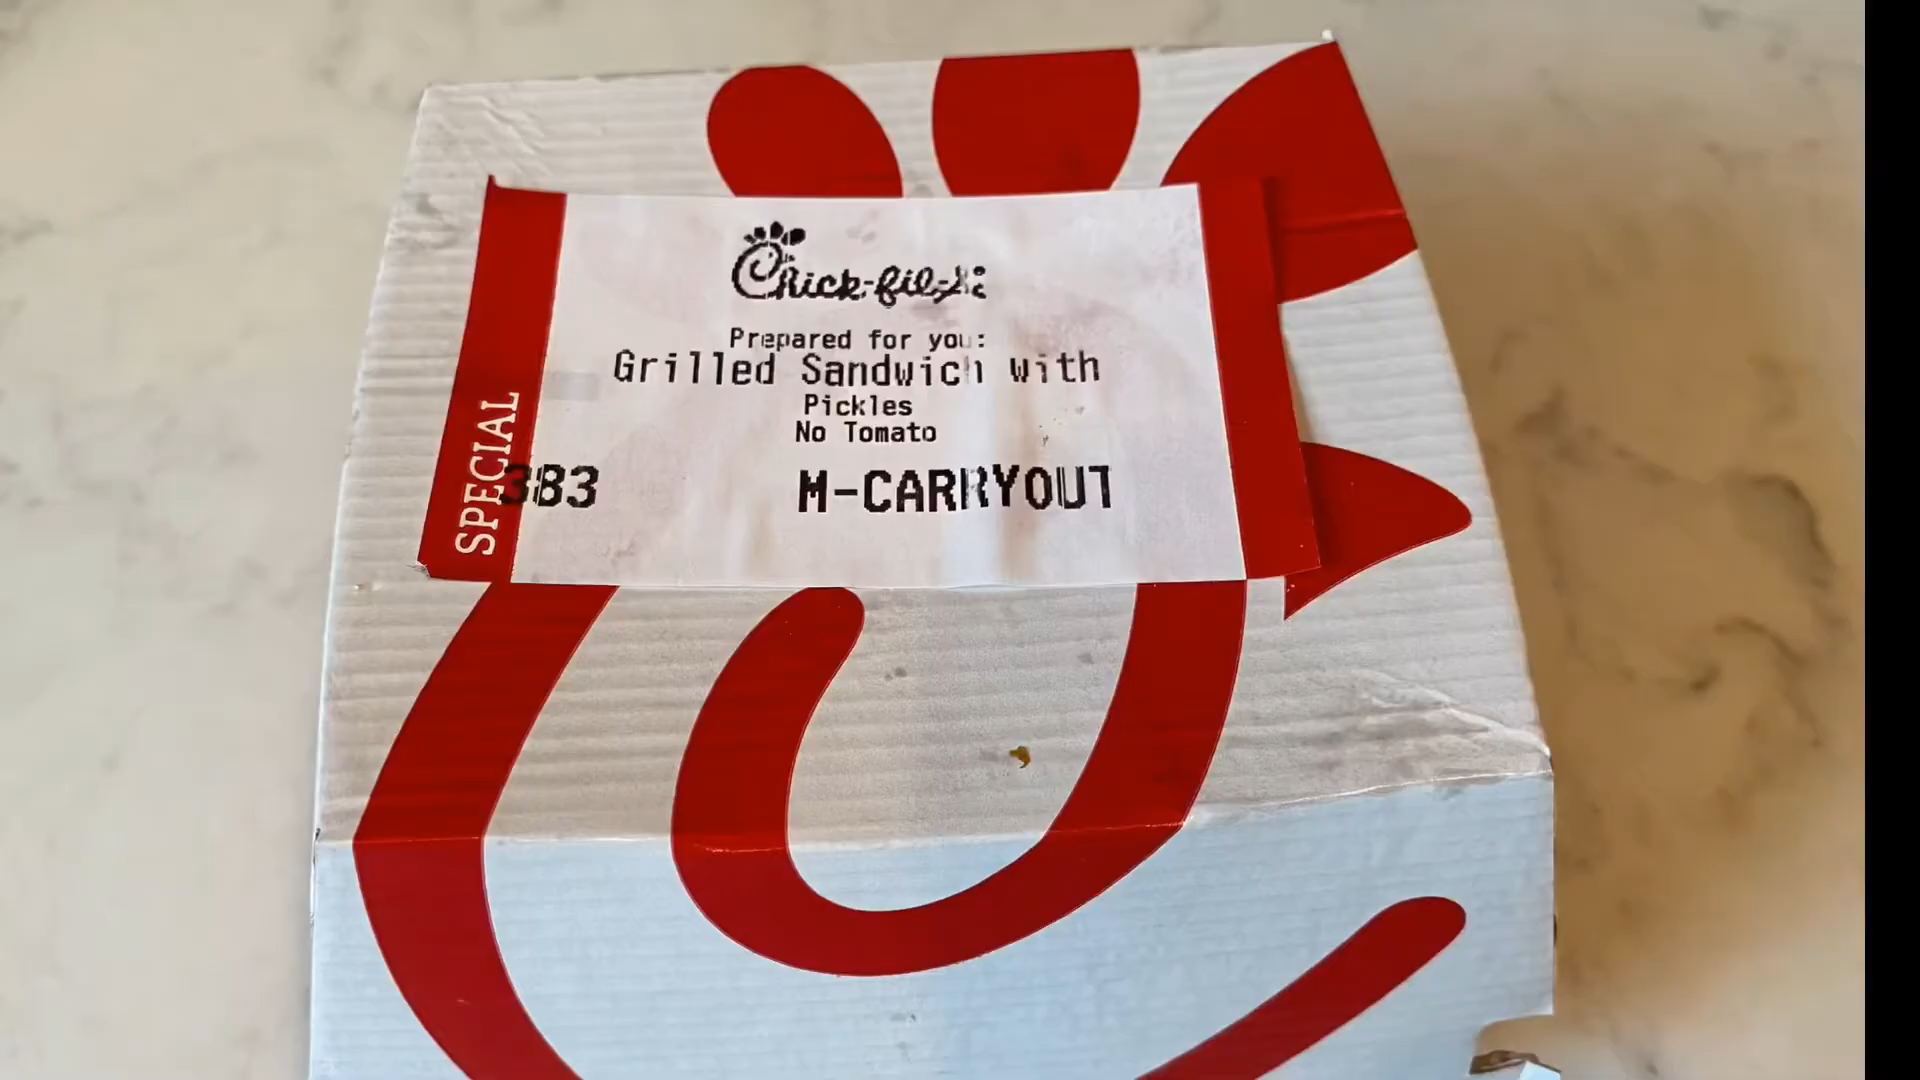 Chick-fil-A
Prepared for you:
Grilled Sandwich with
Pickles
No Tomato
383 M-CARRYOUT
SPECIAL